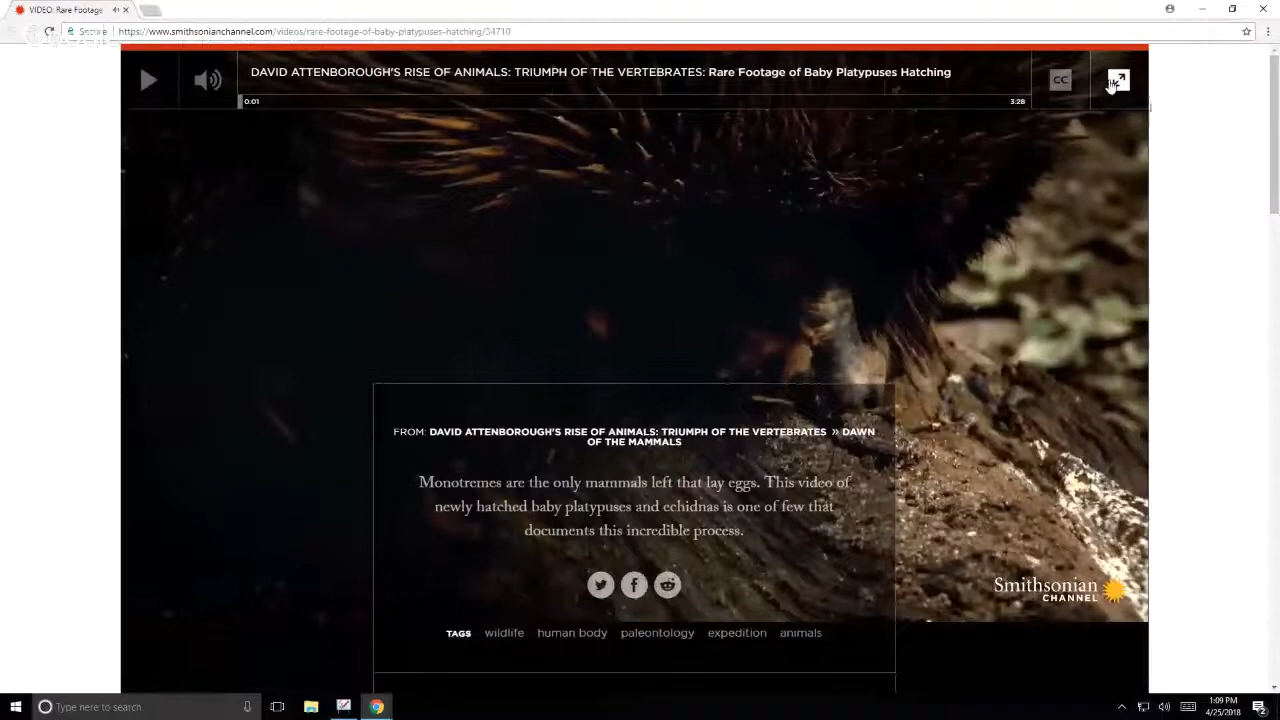 VIDEO: Rare Footage
Secure
https://www.smithsonianchannel.com/videos/rare-footage-of-baby-platypuses-hatching/34710
DAVID ATTENBOROUGH'S RISE OF ANIMALS: TRIUMPH OF THE VERTEBRATES: Rare Footage of Baby Platypuses Hatching
CC
0:01
3:28
FROM: DAVID ATTENBOROUGH'S RISE OF ANIMALS: TRIUMPH OF THE VERTEBRATES » DAWN
OF THE MAMMALS
Monotremes are the only mammals left that lay eggs. This video of
newly hatched baby platypuses and echidnas is one of few that
documents this incredible process.
Smithsonian
CHANNEL
TAGS wildlife human body paleontology expedition animals
Type here to search
1:09 PM
4/25/2018
2